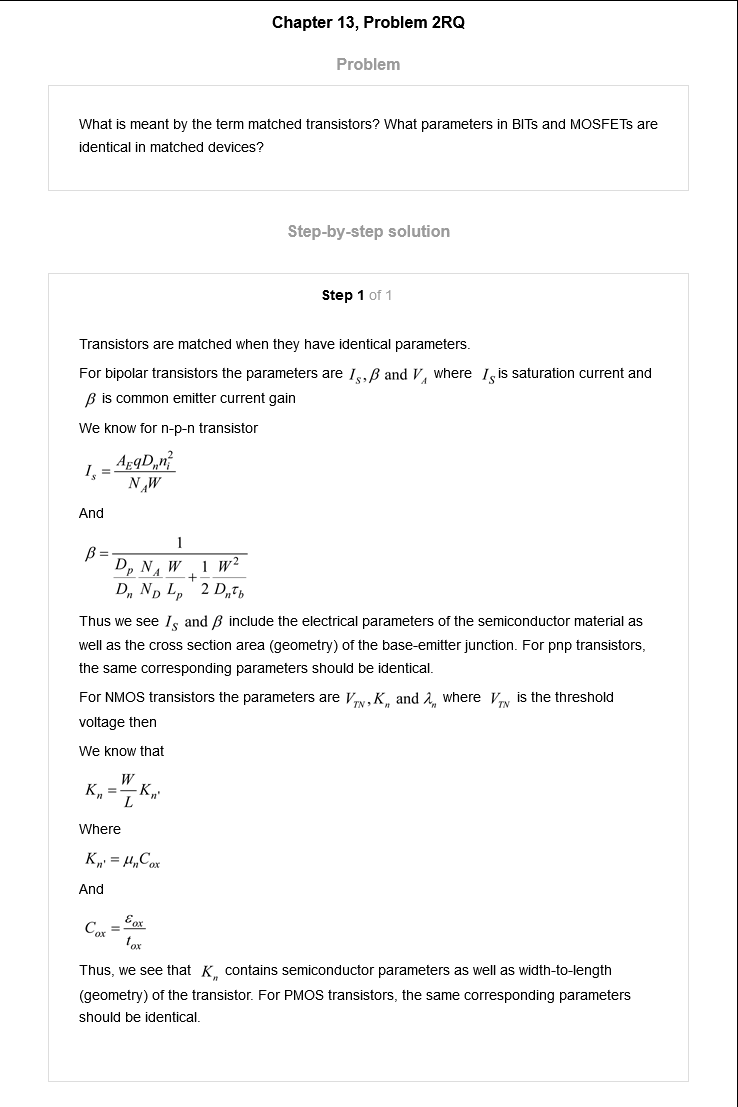 Chapter 13, Problem 2RQ
Problem
What is meant by the term matched transistors? What parameters in BITs and MOSFETs are
identical in matched devices?
Step-by-step solution
Step 1 of 1
Transistors are matched when they have identical parameters.
For bipolar transistors the parameters are I_S, β and V_A where I_S is saturation current and
β is common emitter current gain
We know for n-p-n transistor
I_s = \frac{A_E q D_n n_i^2}{N_A W}
And
β = \frac{1}{\frac{D_p}{D_n} \frac{N_A}{N_D} \frac{W}{L_p} + \frac{1}{2} \frac{W^2}{D_n τ_b}}
Thus we see I_S and β include the electrical parameters of the semiconductor material as
well as the cross section area (geometry) of the base-emitter junction. For pnp transistors,
the same corresponding parameters should be identical.
For NMOS transistors the parameters are V_{TN}, K_n and λ_n where V_{TN} is the threshold
voltage then
We know that
K_n = \frac{W}{L} K_{n'}
Where
K_{n'} = μ_n C_{ox}
And
C_{ox} = \frac{ε_{ox}}{t_{ox}}
Thus, we see that K_n contains semiconductor parameters as well as width-to-length
(geometry) of the transistor. For PMOS transistors, the same corresponding parameters
should be identical.